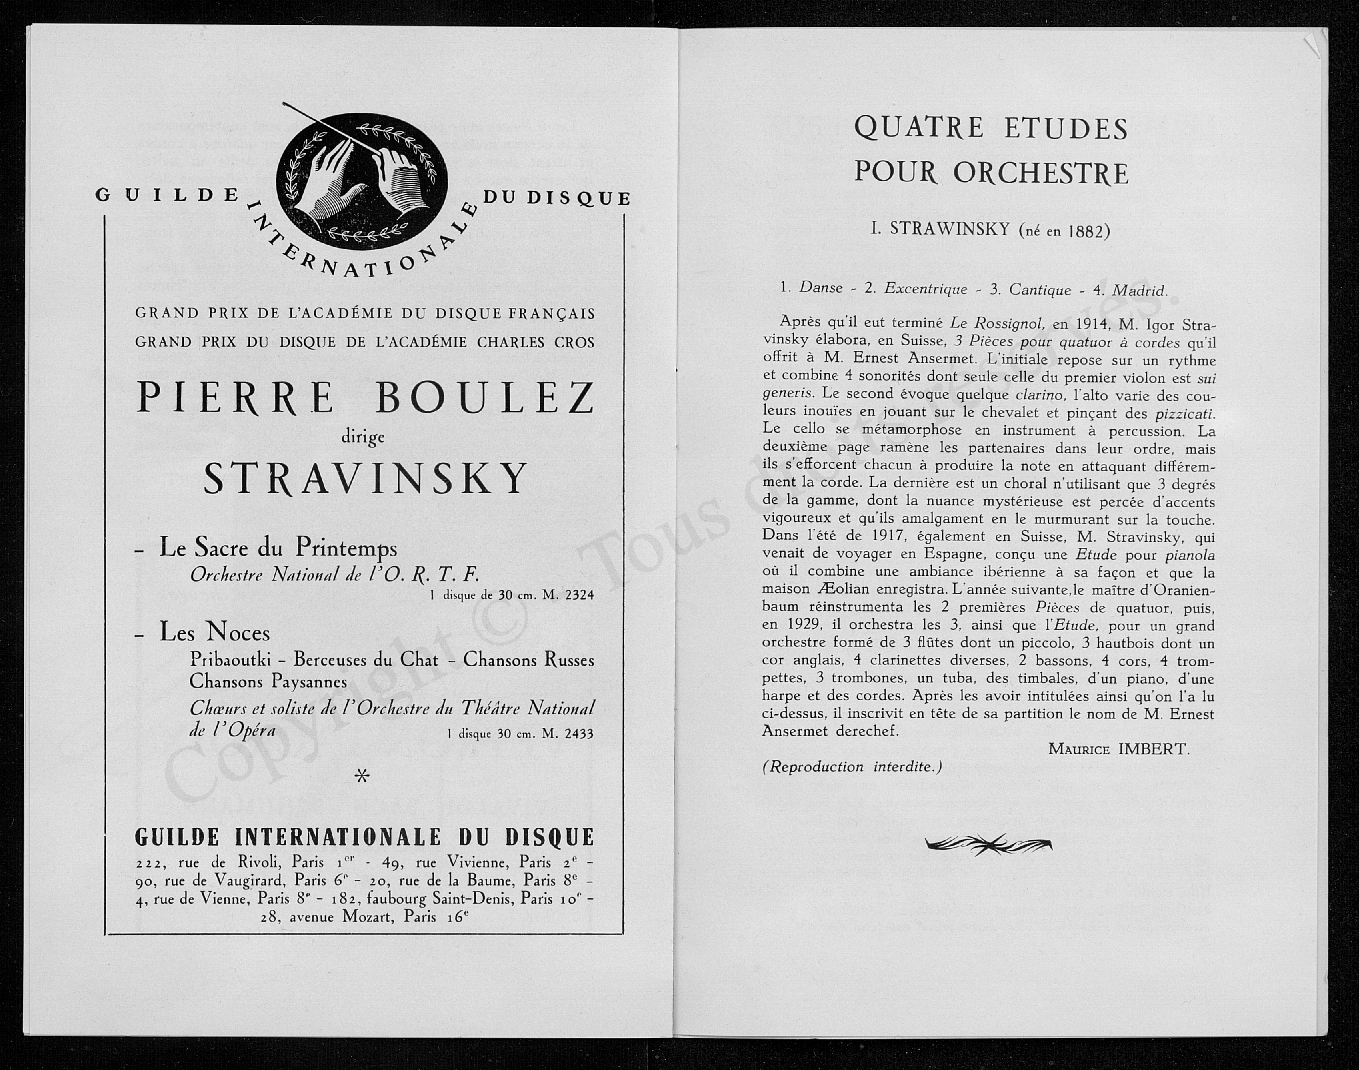 GUILDE INTERNATIONALE DU DISQUE
GRAND PRIX DE L'ACADÉMIE DU DISQUE FRANÇAIS
GRAND PRIX DU DISQUE DE L'ACADÉMIE CHARLES CROS
PIERRE BOULEZ
dirige
STRAVINSKY
– Le Sacre du Printemps
Orchestre National de l'O. R. T. F.
1 disque de 30 cm. M. 2324
– Les Noces
Pribaoutki – Berceuses du Chat – Chansons Russes
Chansons Paysannes
Chœurs et soliste de l'Orchestre du Théâtre National
de l'Opéra 1 disque 30 cm. M. 2433
*
GUILDE INTERNATIONALE DU DISQUE
222, rue de Rivoli, Paris 1er - 49, rue Vivienne, Paris 2e –
90, rue de Vaugirard, Paris 6e – 20, rue de la Baume, Paris 8e –
4, rue de Vienne, Paris 8e – 182, faubourg Saint-Denis, Paris 10e –
28, avenue Mozart, Paris 16e
QUATRE ETUDES
POUR ORCHESTRE
I. STRAWINSKY (né en 1882)
1. Danse - 2. Excentrique - 3. Cantique - 4. Madrid.
Après qu'il eut terminé Le Rossignol, en 1914, M. Igor Stra-
vinsky élabora, en Suisse, 3 Pièces pour quatuor à cordes qu'il
offrit à M. Ernest Ansermet. L'initiale repose sur un rythme
et combine 4 sonorités dont seule celle du premier violon est sui
generis. Le second évoque quelque clarino, l'alto varie des cou-
leurs inouïes en jouant sur le chevalet et pinçant des pizzicati.
Le cello se métamorphose en instrument à percussion. La
deuxième page ramène les partenaires dans leur ordre, mais
ils s'efforcent chacun à produire la note en attaquant différem-
ment la corde. La dernière est un choral n'utilisant que 3 degrés
de la gamme, dont la nuance mystérieuse est percée d'accents
vigoureux et qu'ils amalgament en le murmurant sur la touche.
Dans l'été de 1917, également en Suisse, M. Stravinsky, qui
venait de voyager en Espagne, conçu une Etude pour pianola
où il combine une ambiance ibérienne à sa façon et que la
maison Æolian enregistra. L'année suivante,le maître d'Oranien-
baum réinstrumenta les 2 premières Pièces de quatuor, puis,
en 1929, il orchestra les 3, ainsi que l'Etude, pour un grand
orchestre formé de 3 flûtes dont un piccolo, 3 hautbois dont un
cor anglais, 4 clarinettes diverses, 2 bassons, 4 cors, 4 trom-
pettes, 3 trombones, un tuba, des timbales, d'un piano, d'une
harpe et des cordes. Après les avoir intitulées ainsi qu'on l'a lu
ci-dessus, il inscrivit en tête de sa partition le nom de M. Ernest
Ansermet derechef.
MAURICE IMBERT.
(Reproduction interdite.)
Copyright © Tous droits réservés.